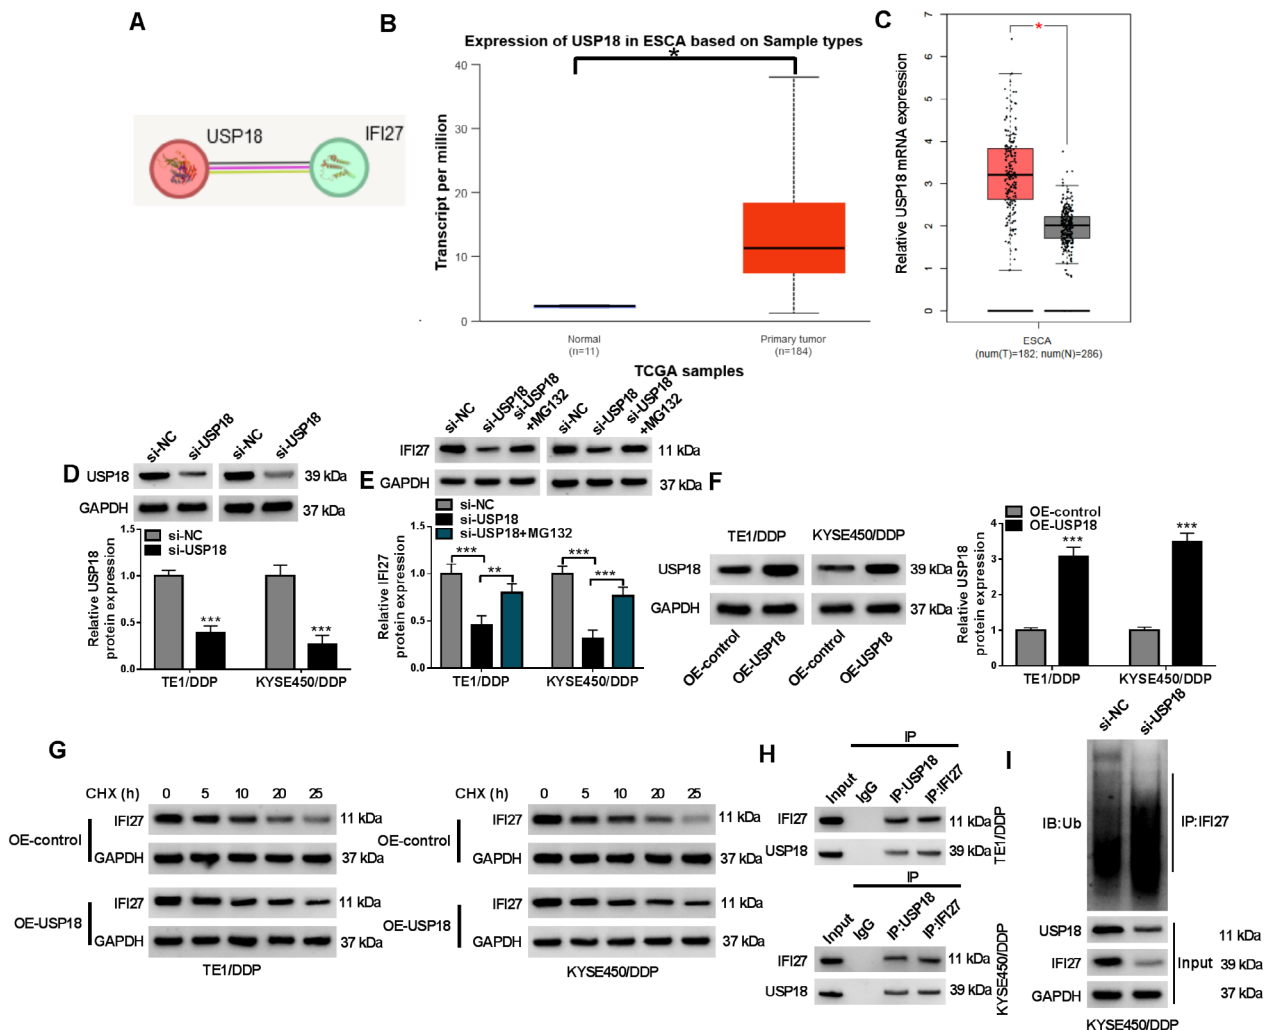 A
USP18
IFI27
B
Expression of USP18 in ESCA based on Sample types
*
Transcript per million
40
30
20
10
0
Normal
(n=11)
Primary tumor
(n=184)
TCGA samples
C
Relative USP18 mRNA expression
7
6
5
4
3
2
1
0
*
ESCA
(num(T)=182; num(N)=286)
D
si-NC
si-USP18
si-NC
si-USP18
USP18
39 kDa
GAPDH
37 kDa
Relative USP18
protein expression
1.5
1.0
0.5
0.0
si-NC
si-USP18
***
***
TE1/DDP
KYSE450/DDP
E
si-NC
si-USP18
si-USP18
+MG132
si-NC
si-USP18
si-USP18
+MG132
IFI27
11 kDa
GAPDH
37 kDa
si-NC
si-USP18
si-USP18+MG132
Relative IFI27
protein expression
1.5
1.0
0.5
0.0
***
**
***
***
TE1/DDP
KYSE450/DDP
F
TE1/DDP
KYSE450/DDP
USP18
39 kDa
GAPDH
37 kDa
OE-control
OE-USP18
OE-control
OE-USP18
OE-control
OE-USP18
Relative USP18
protein expression
4
3
2
1
0
***
***
TE1/DDP
KYSE450/DDP
G
CHX (h)
0 5 10 20 25
OE-control
IFI27
11 kDa
GAPDH
37 kDa
OE-USP18
IFI27
11 kDa
GAPDH
37 kDa
TE1/DDP
CHX (h)
0 5 10 20 25
OE-control
IFI27
11 kDa
GAPDH
37 kDa
OE-USP18
IFI27
11 kDa
GAPDH
37 kDa
KYSE450/DDP
H
IP
Input
IgG
IP:USP18
IP:IFI27
IFI27
11 kDa
USP18
39 kDa
TE1/DDP
IP
Input
IgG
IP:USP18
IP:IFI27
IFI27
11 kDa
USP18
39 kDa
KYSE450/DDP
I
si-NC
si-USP18
IB:Ub
IP:IFI27
USP18
11 kDa
IFI27
Input
39 kDa
GAPDH
37 kDa
KYSE450/DDP